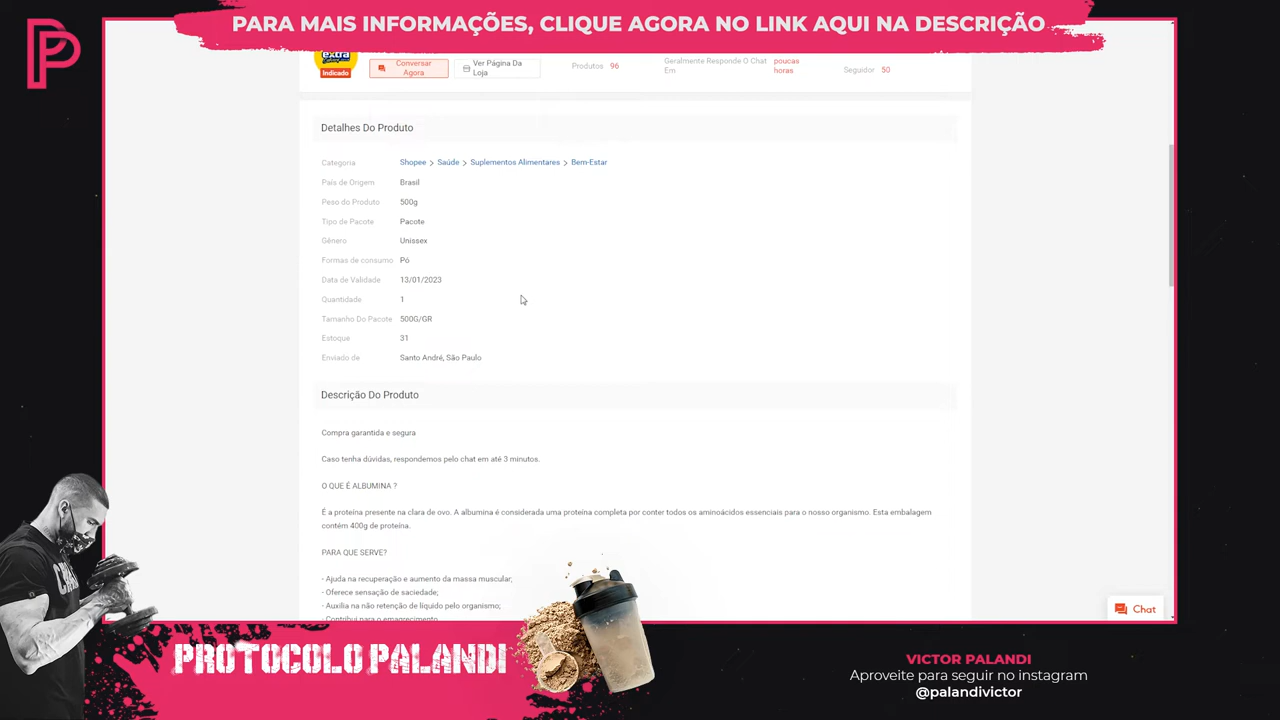 PARA MAIS INFORMAÇÕES, CLIQUE AGORA NO LINK AQUI NA DESCRIÇÃO
extra
Indicado
Conversar
Agora
Ver Página Da
Loja
Produtos 96
Geralmente Responde O Chat
Em
poucas
horas
Seguidor 50
Detalhes Do Produto
Categoria Shopee > Saúde > Suplementos Alimentares > Bem-Estar
País de Origem Brasil
Peso do Produto 500g
Tipo de Pacote Pacote
Gênero Unissex
Formas de consumo Pó
Data de Validade 13/01/2023
Quantidade 1
Tamanho Do Pacote 500G/GR
Estoque 31
Enviado de Santo André, São Paulo
Descrição Do Produto
Compra garantida e segura
Caso tenha dúvidas, respondemos pelo chat em até 3 minutos.
O QUE É ALBUMINA ?
É a proteína presente na clara de ovo. A albumina é considerada uma proteína completa por conter todos os aminoácidos essenciais para o nosso organismo. Esta embalagem
contém 400g de proteína.
PARA QUE SERVE?
- Ajuda na recuperação e aumento da massa muscular;
- Oferece sensação de saciedade;
- Auxilia na não retenção de líquido pelo organismo;
- Contribui para o emagrecimento
Chat
PROTOCOLO PALANDI
VICTOR PALANDI
Aproveite para seguir no instagram
@palandivictor